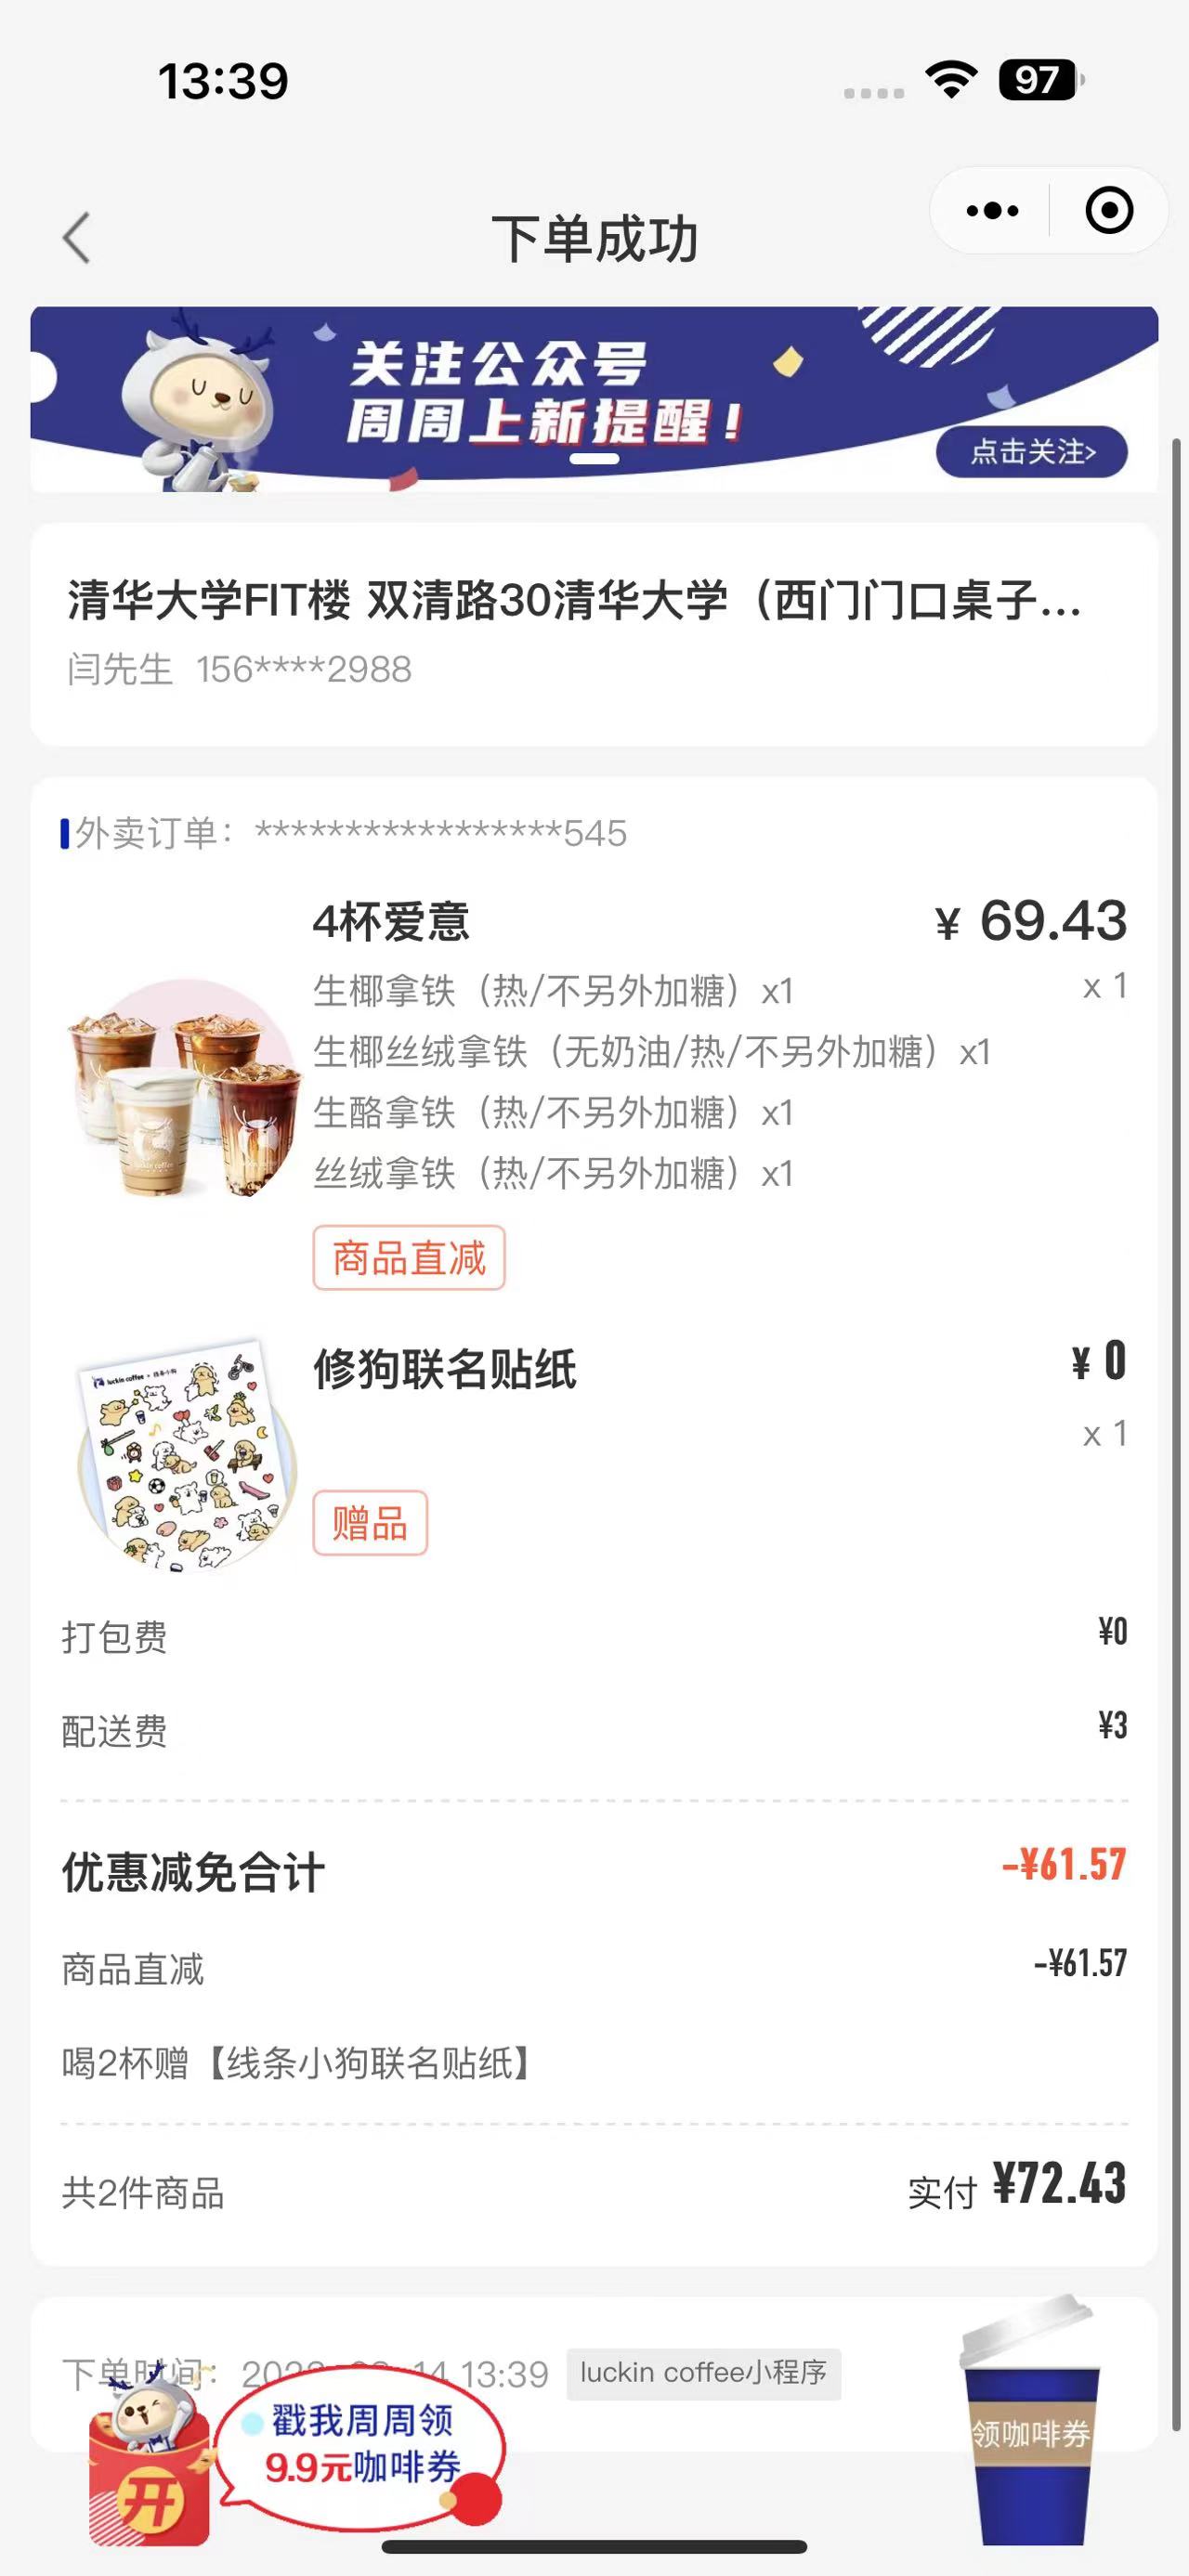 13:39
97
下单成功
关注公众号
周周上新提醒！
点击关注>
清华大学FIT楼 双清路30清华大学（西门门口桌子...
闫先生 156****2988
外卖订单：*****************545
4杯爱意 ¥ 69.43
生椰拿铁（热/不另外加糖）x1 x 1
生椰丝绒拿铁（无奶油/热/不另外加糖）x1
生酪拿铁（热/不另外加糖）x1
丝绒拿铁（热/不另外加糖）x1
商品直减
luckin coffee
修狗联名贴纸 ¥ 0
x 1
赠品
打包费 ¥0
配送费 ¥3
优惠减免合计 -¥61.57
商品直减 -¥61.57
喝2杯赠【线条小狗联名贴纸】
共2件商品 实付 ¥72.43
下单时间： 14 13:39 luckin coffee小程序
戳我周周领
9.9元咖啡券
开
领咖啡券